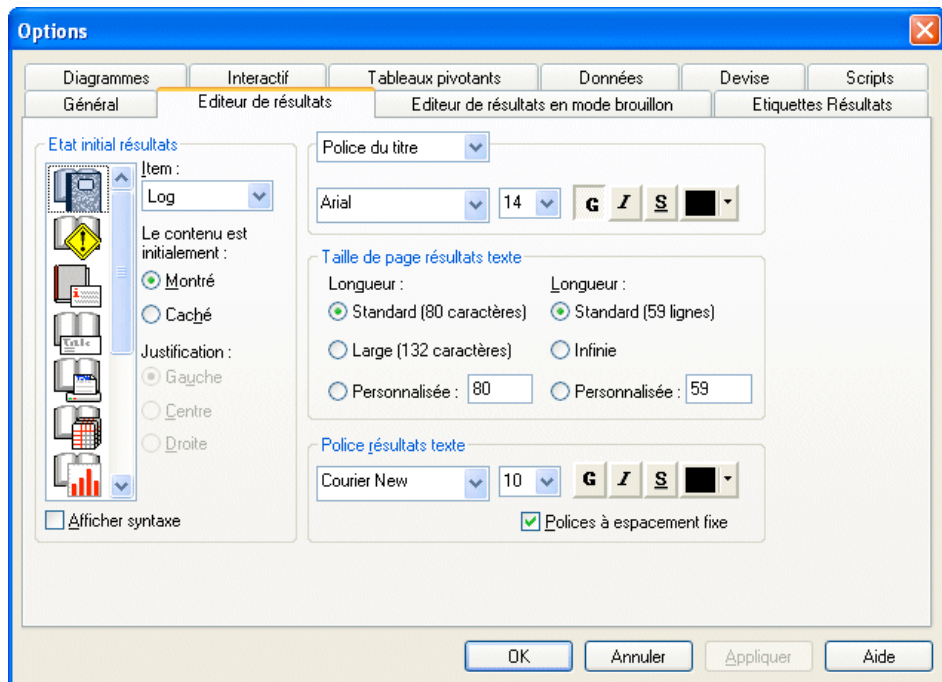 Options
Diagrammes Interactif Tableaux pivotants Données Devise Scripts
Général Editeur de résultats Editeur de résultats en mode brouillon Etiquettes Résultats
Etat initial résultats
Item :
Log
Le contenu est
initialement :
Montré
Caché
Justification :
Gauche
Centre
Droite
Afficher syntaxe
Police du titre
Arial 14 G I S
Taille de page résultats texte
Longueur : Longueur :
Standard (80 caractères) Standard (59 lignes)
Large (132 caractères) Infinie
Personnalisée : 80 Personnalisée : 59
Police résultats texte
Courier New 10 G I S
Polices à espacement fixe
OK Annuler Appliquer Aide